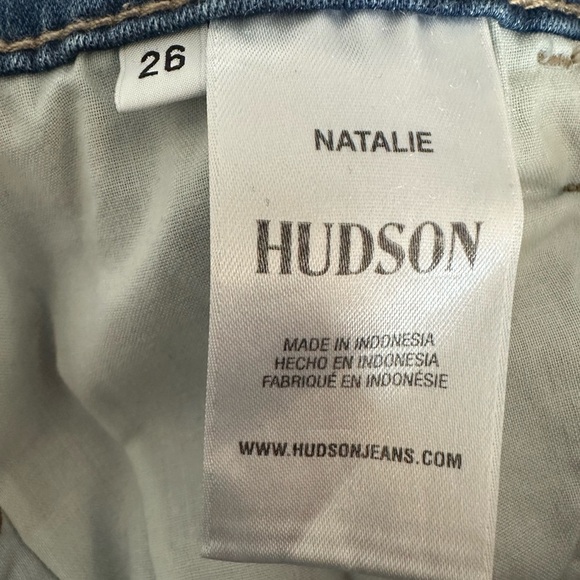 26
NATALIE
HUDSON
MADE IN INDONESIA
HECHO EN INDONESIA
FABRIQUÉ EN INDONÉSIE
WWW.HUDSONJEANS.COM